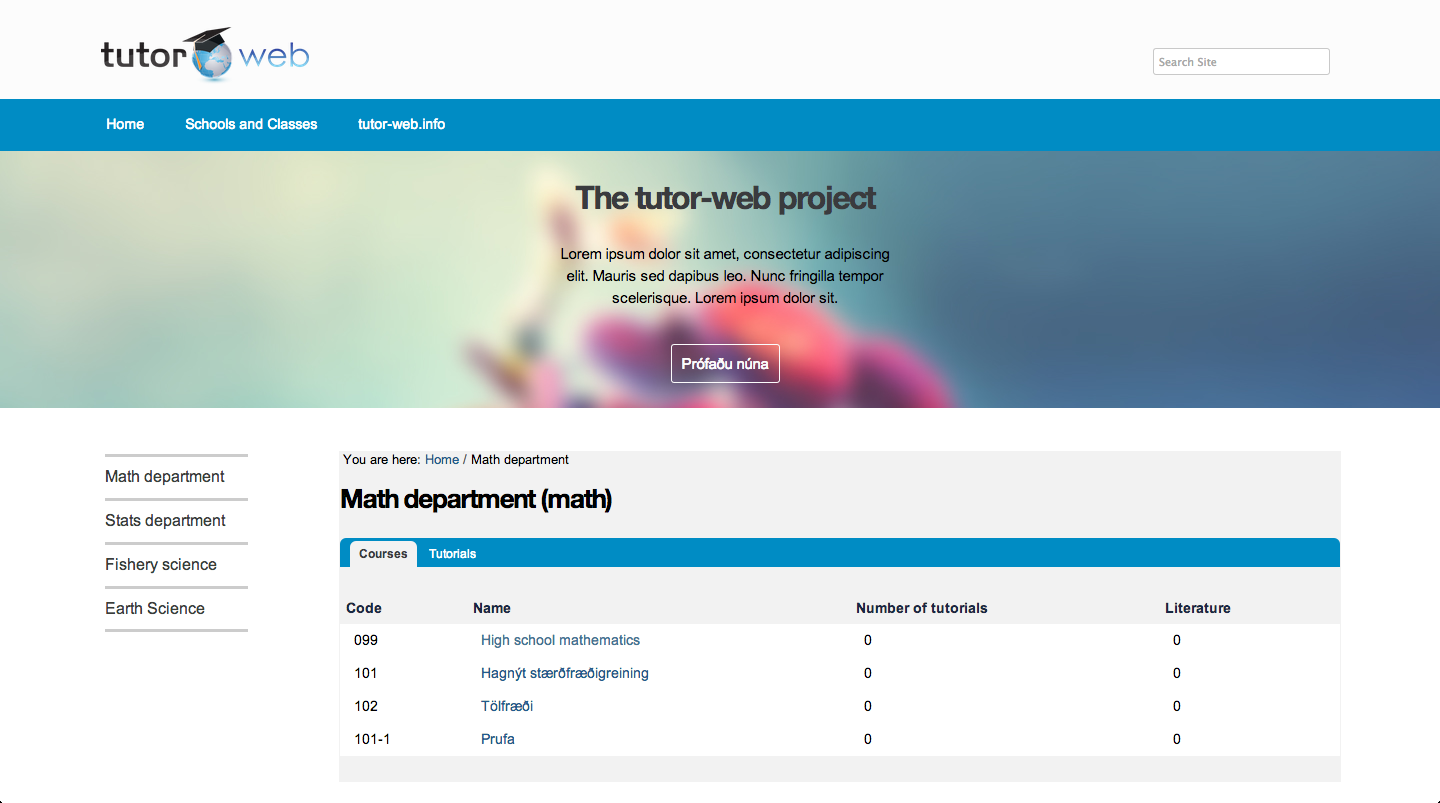 tutor web
Search Site
Home Schools and Classes tutor-web.info
The tutor-web project
Lorem ipsum dolor sit amet, consectetur adipiscing
elit. Mauris sed dapibus leo. Nunc fringilla tempor
scelerisque. Lorem ipsum dolor sit.
Prófaðu núna
Math department
Stats department
Fishery science
Earth Science
You are here: Home / Math department
Math department (math)
Courses Tutorials
Code Name Number of tutorials Literature
099 High school mathematics 0 0
101 Hagnýt stærðfræðigreining 0 0
102 Tölfræði 0 0
101-1 Prufa 0 0